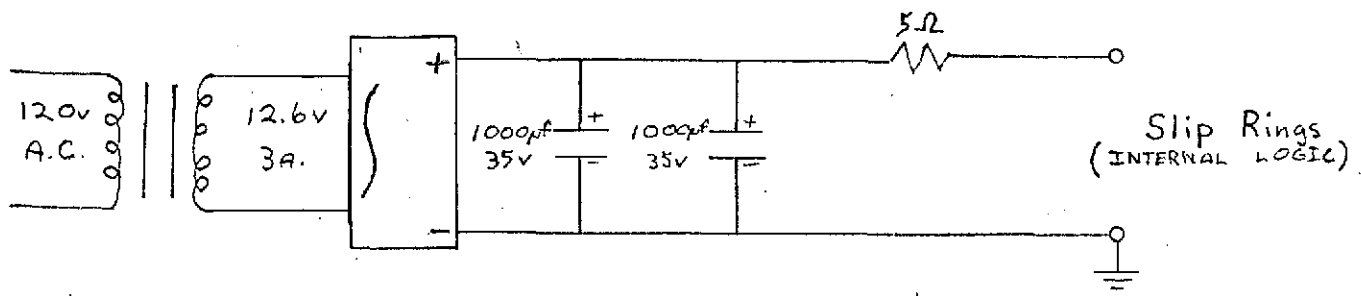 5Ω
120v
A.C.
12.6v
3A.
+
-
1000µf
35v
+
-
1000µf
35v
+
-
Slip Rings
(INTERNAL LOGIC)